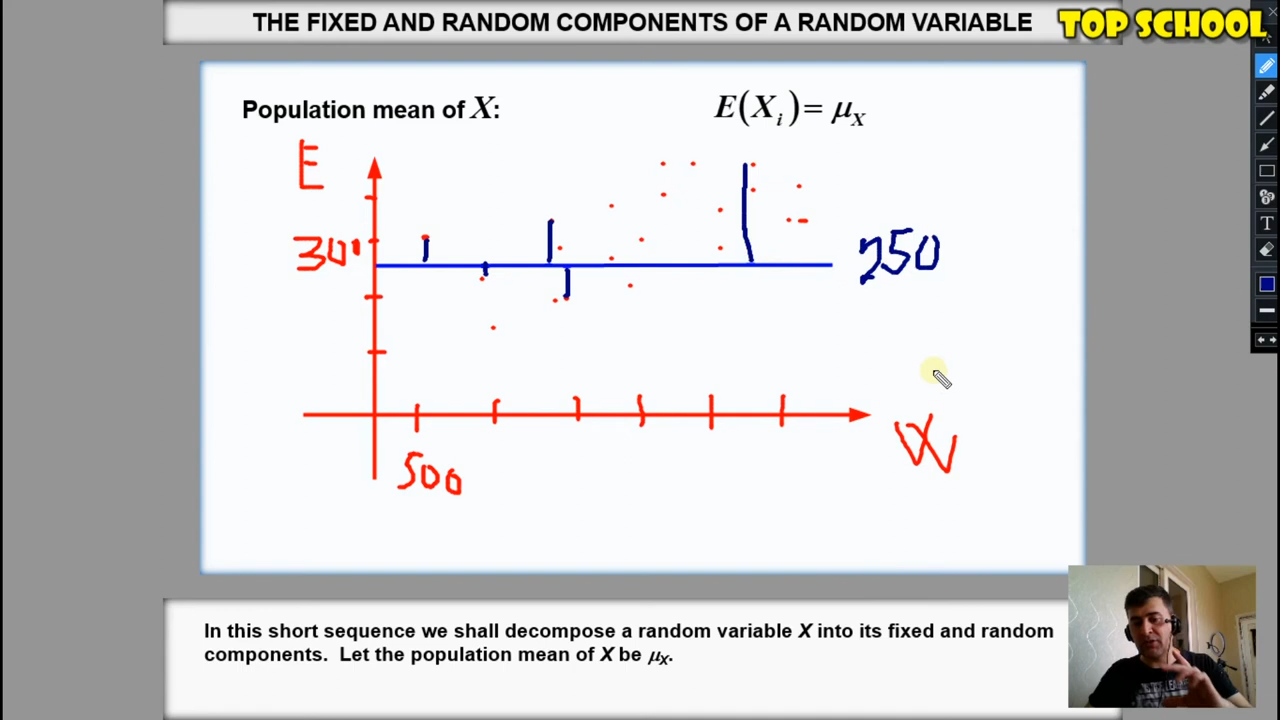 THE FIXED AND RANDOM COMPONENTS OF A RANDOM VARIABLE
TOP SCHOOL
Population mean of X: E(Xᵢ) = μₓ
E
300
250
500
W
In this short sequence we shall decompose a random variable X into its fixed and random
components. Let the population mean of X be μₓ.